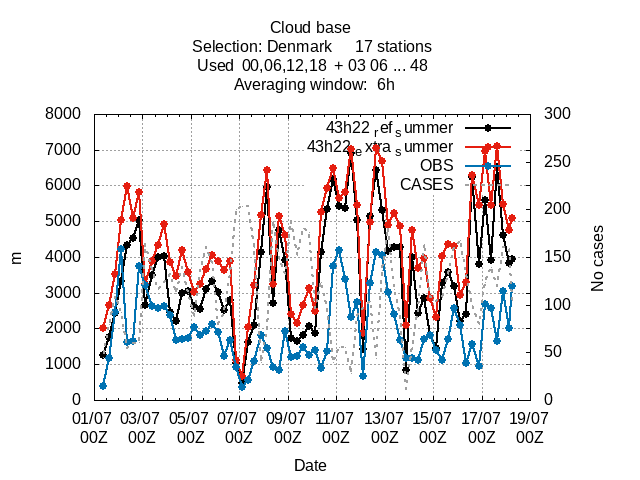 Cloud base
Selection: Denmark 17 stations
Used 00,06,12,18 + 03 06 ... 48
Averaging window: 6h
8000
7000
6000
5000
4000
3000
2000
1000
0
m
300
250
200
150
100
50
0
No cases
43h22refsummer
43h22extrasummer
OBS
CASES
01/07 03/07 05/07 07/07 09/07 11/07 13/07 15/07 17/07 19/07
00Z 00Z 00Z 00Z 00Z 00Z 00Z 00Z 00Z 00Z
Date